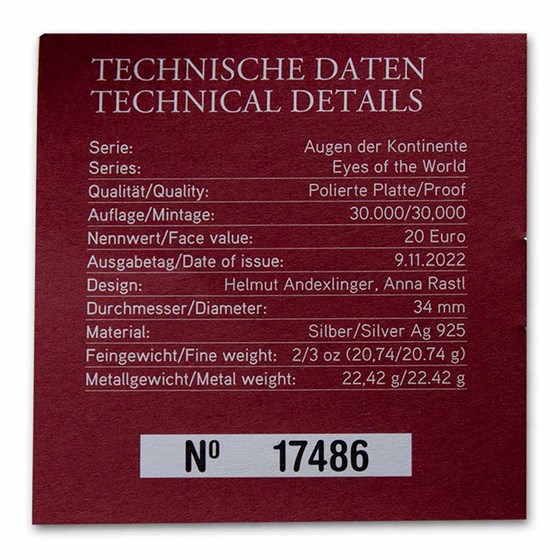 TECHNISCHE DATEN
TECHNICAL DETAILS
Serie: Augen der Kontinente
Series: Eyes of the World
Qualität/Quality: Polierte Platte/Proof
Auflage/Mintage: 30.000/30,000
Nennwert/Face value: 20 Euro
Ausgabetag/Date of issue: 9.11.2022
Design: Helmut Andexlinger, Anna Rastl
Durchmesser/Diameter: 34 mm
Material: Silber/Silver Ag 925
Feingewicht/Fine weight: 2/3 oz (20,74/20.74 g)
Metallgewicht/Metal weight: 22,42 g/22.42 g
Nº 17486